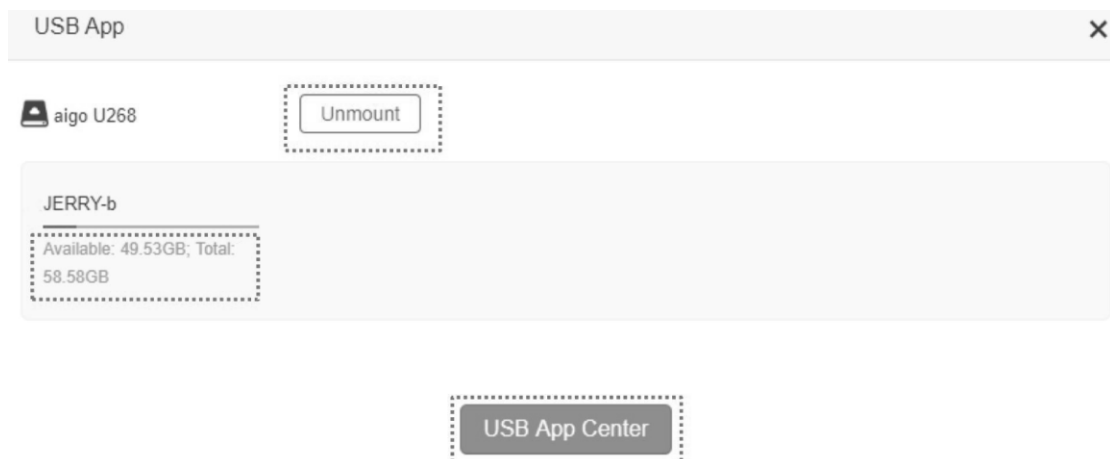 USB App
aigo U268
Unmount
JERRY-b
Available: 49.53GB; Total:
58.58GB
USB App Center